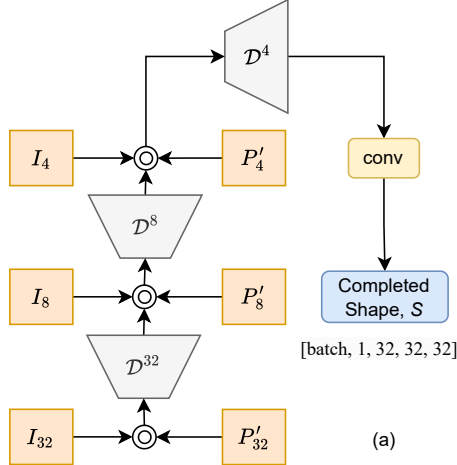 𝒟⁴
I₄
P′₄
conv
𝒟⁸
I₈
P′₈
Completed
Shape, S
[batch, 1, 32, 32, 32]
𝒟³²
I₃₂
P′₃₂
(a)